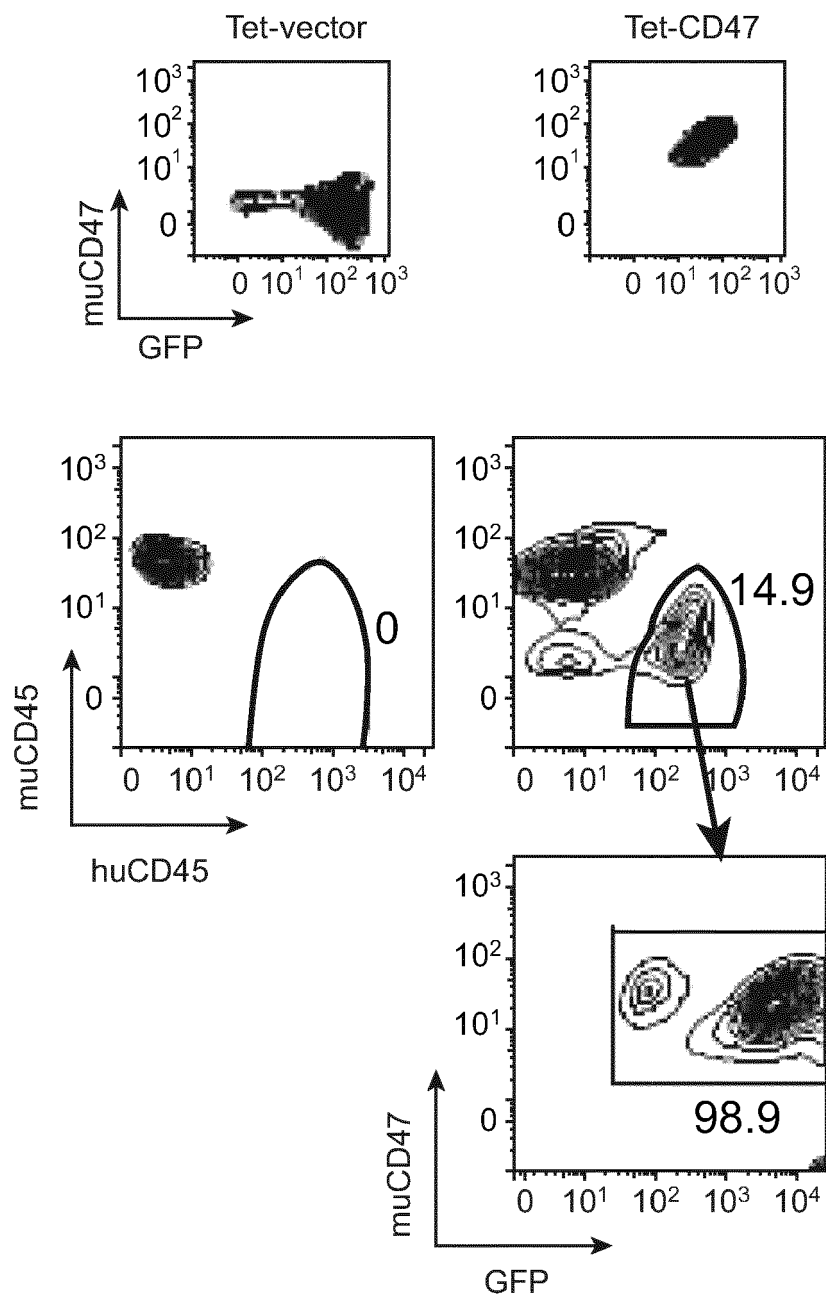 Tet-vector Tet-CD47
10³ 10³
10² 10²
10¹ 10¹
0 0
muCD47
0 10¹ 10² 10³ 0 10¹ 10² 10³
GFP
10³ 10³
10² 10²
10¹ 10¹
0 14.9
0 0
muCD45
0 10¹ 10² 10³ 10⁴ 0 10¹ 10² 10³ 10⁴
huCD45
10³
10²
10¹
0
98.9
muCD47
0 10¹ 10² 10³ 10⁴
GFP